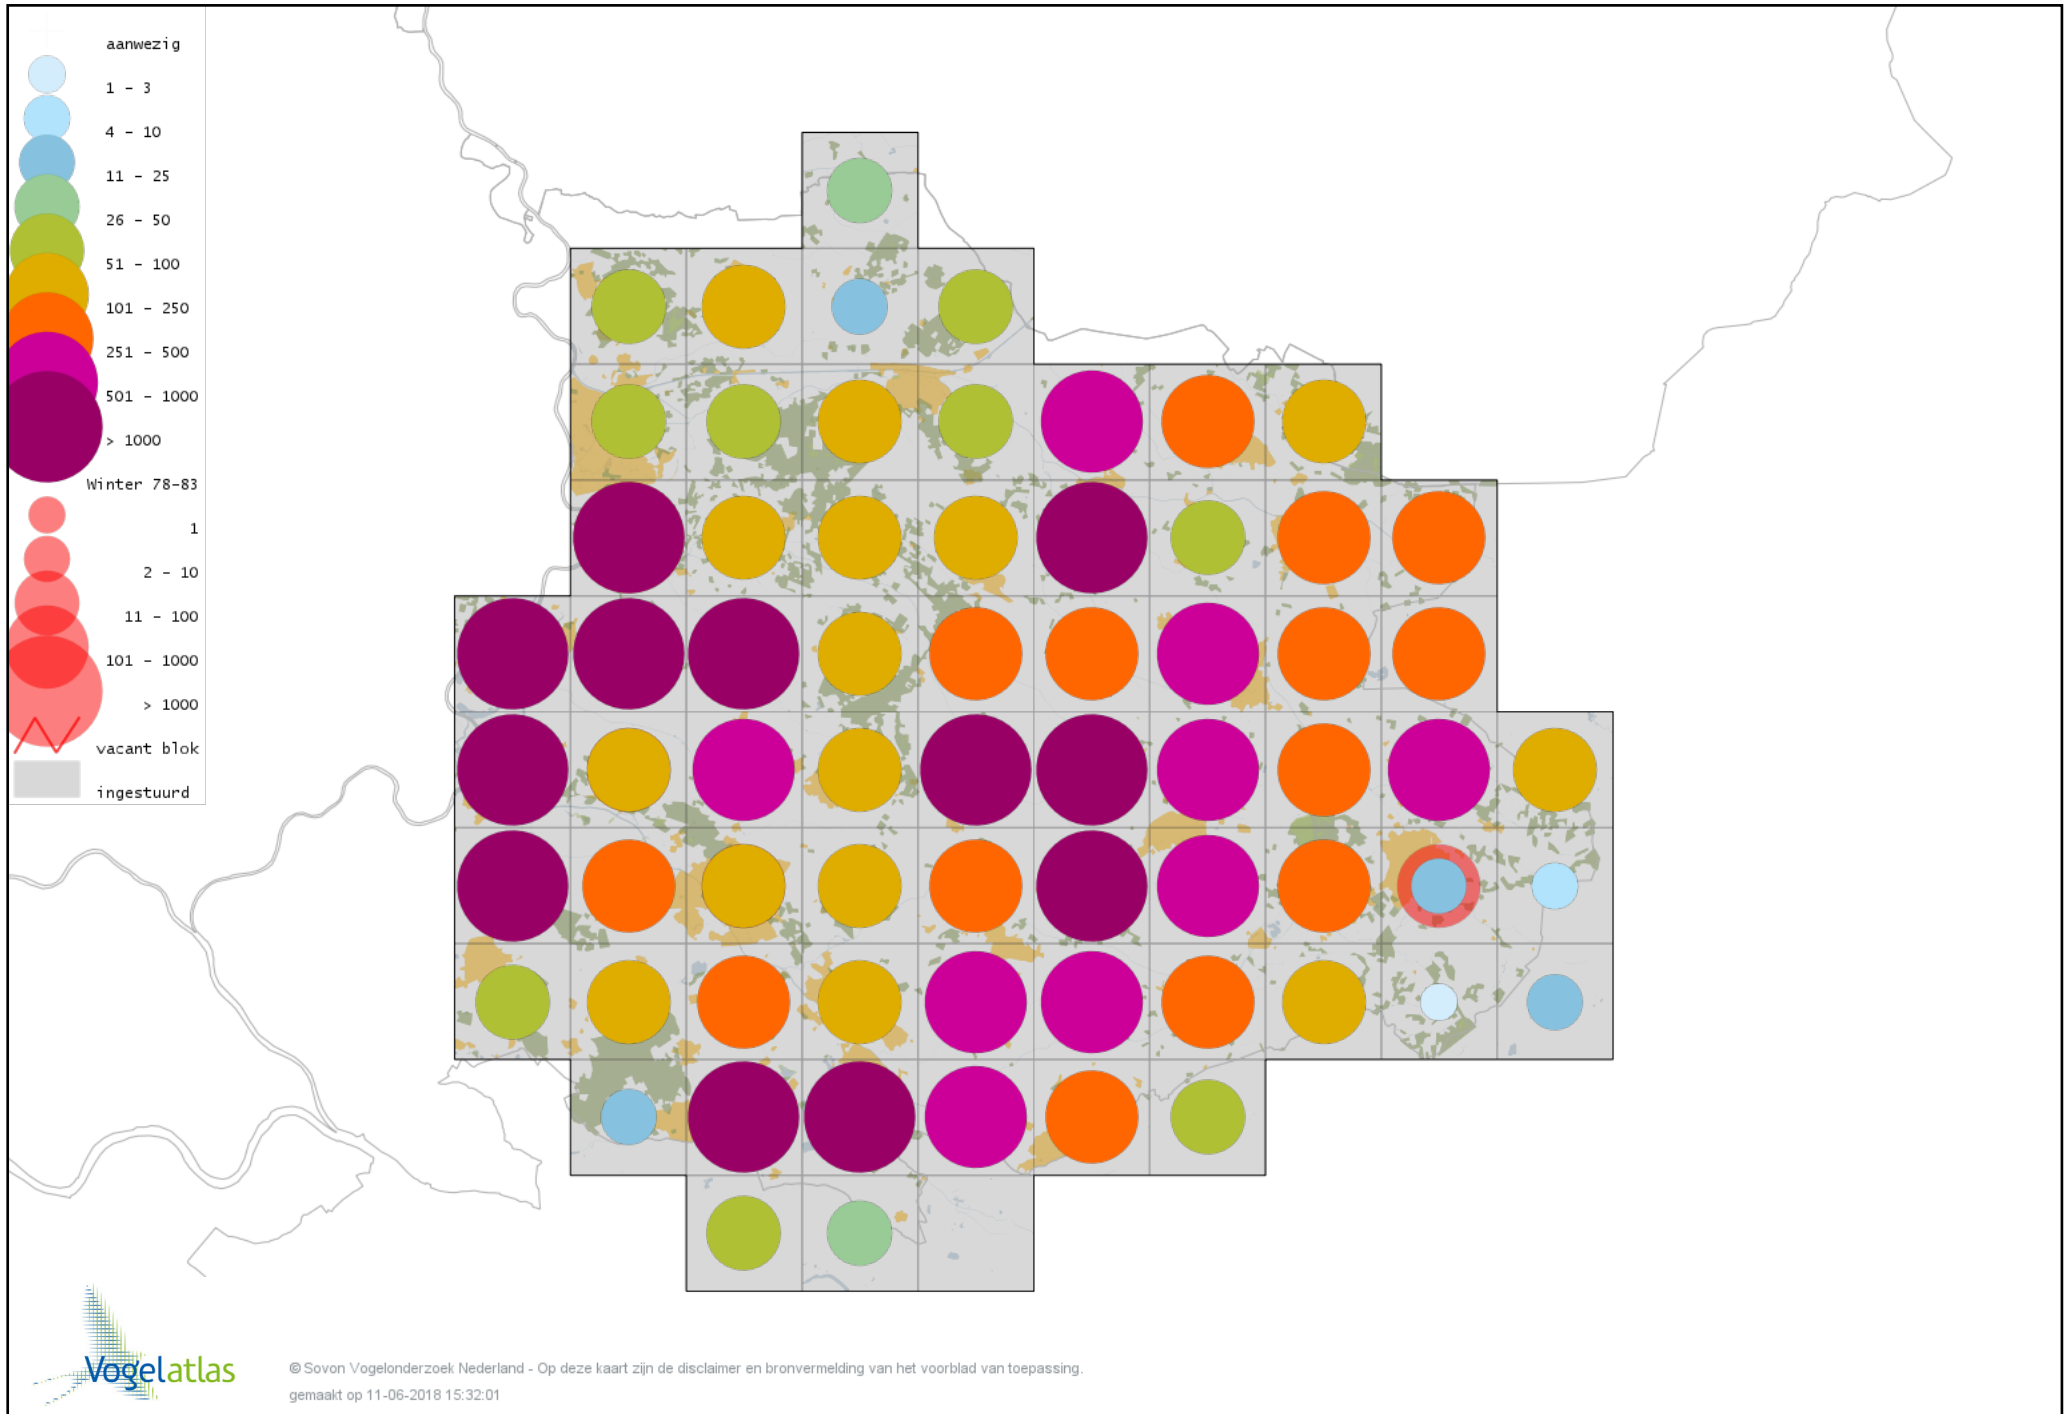 aanwezig
1 - 3
4 - 10
11 - 25
26 - 50
51 - 100
101 - 250
251 - 500
501 - 1000
> 1000
Winter 78-83
1
2 - 10
11 - 100
101 - 1000
> 1000
vacant blok
ingestuurd
Vogelatlas
© Sovon Vogelonderzoek Nederland - Op deze kaart zijn de disclaimer en bronvermelding van het voorblad van toepassing.
gemaakt op 11-06-2018 15:32:01